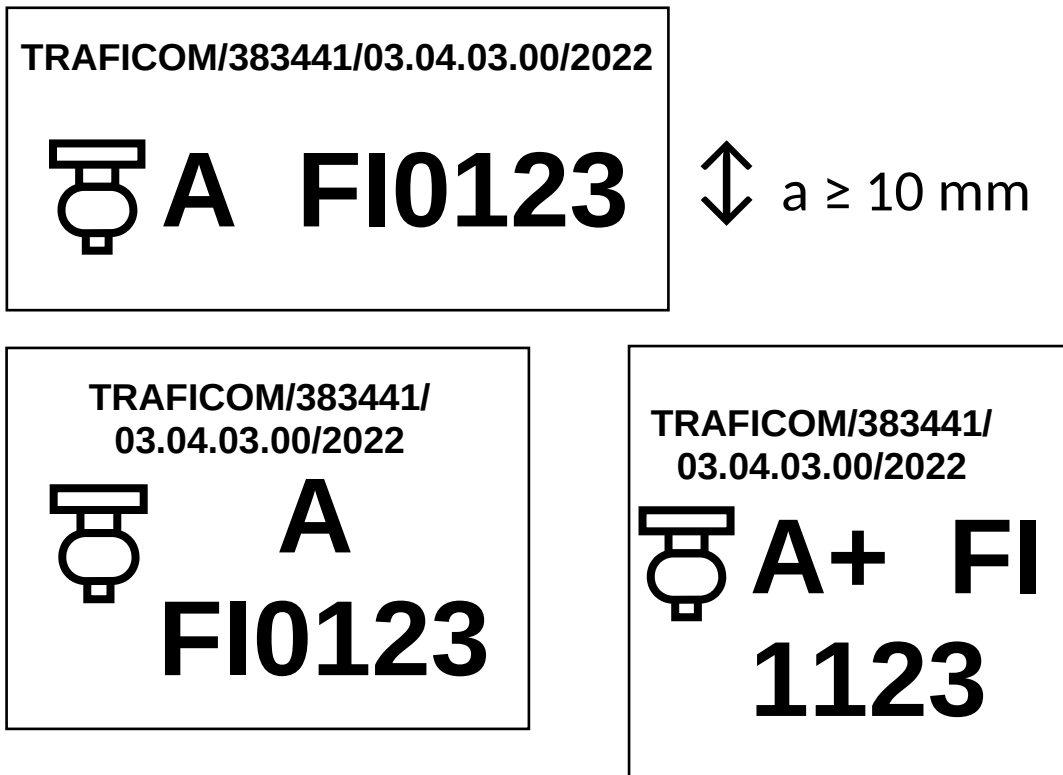 TRAFICOM/383441/03.04.03.00/2022
A FI0123
a ≥ 10 mm
TRAFICOM/383441/
03.04.03.00/2022
A
FI0123
TRAFICOM/383441/
03.04.03.00/2022
A+ FI
1123